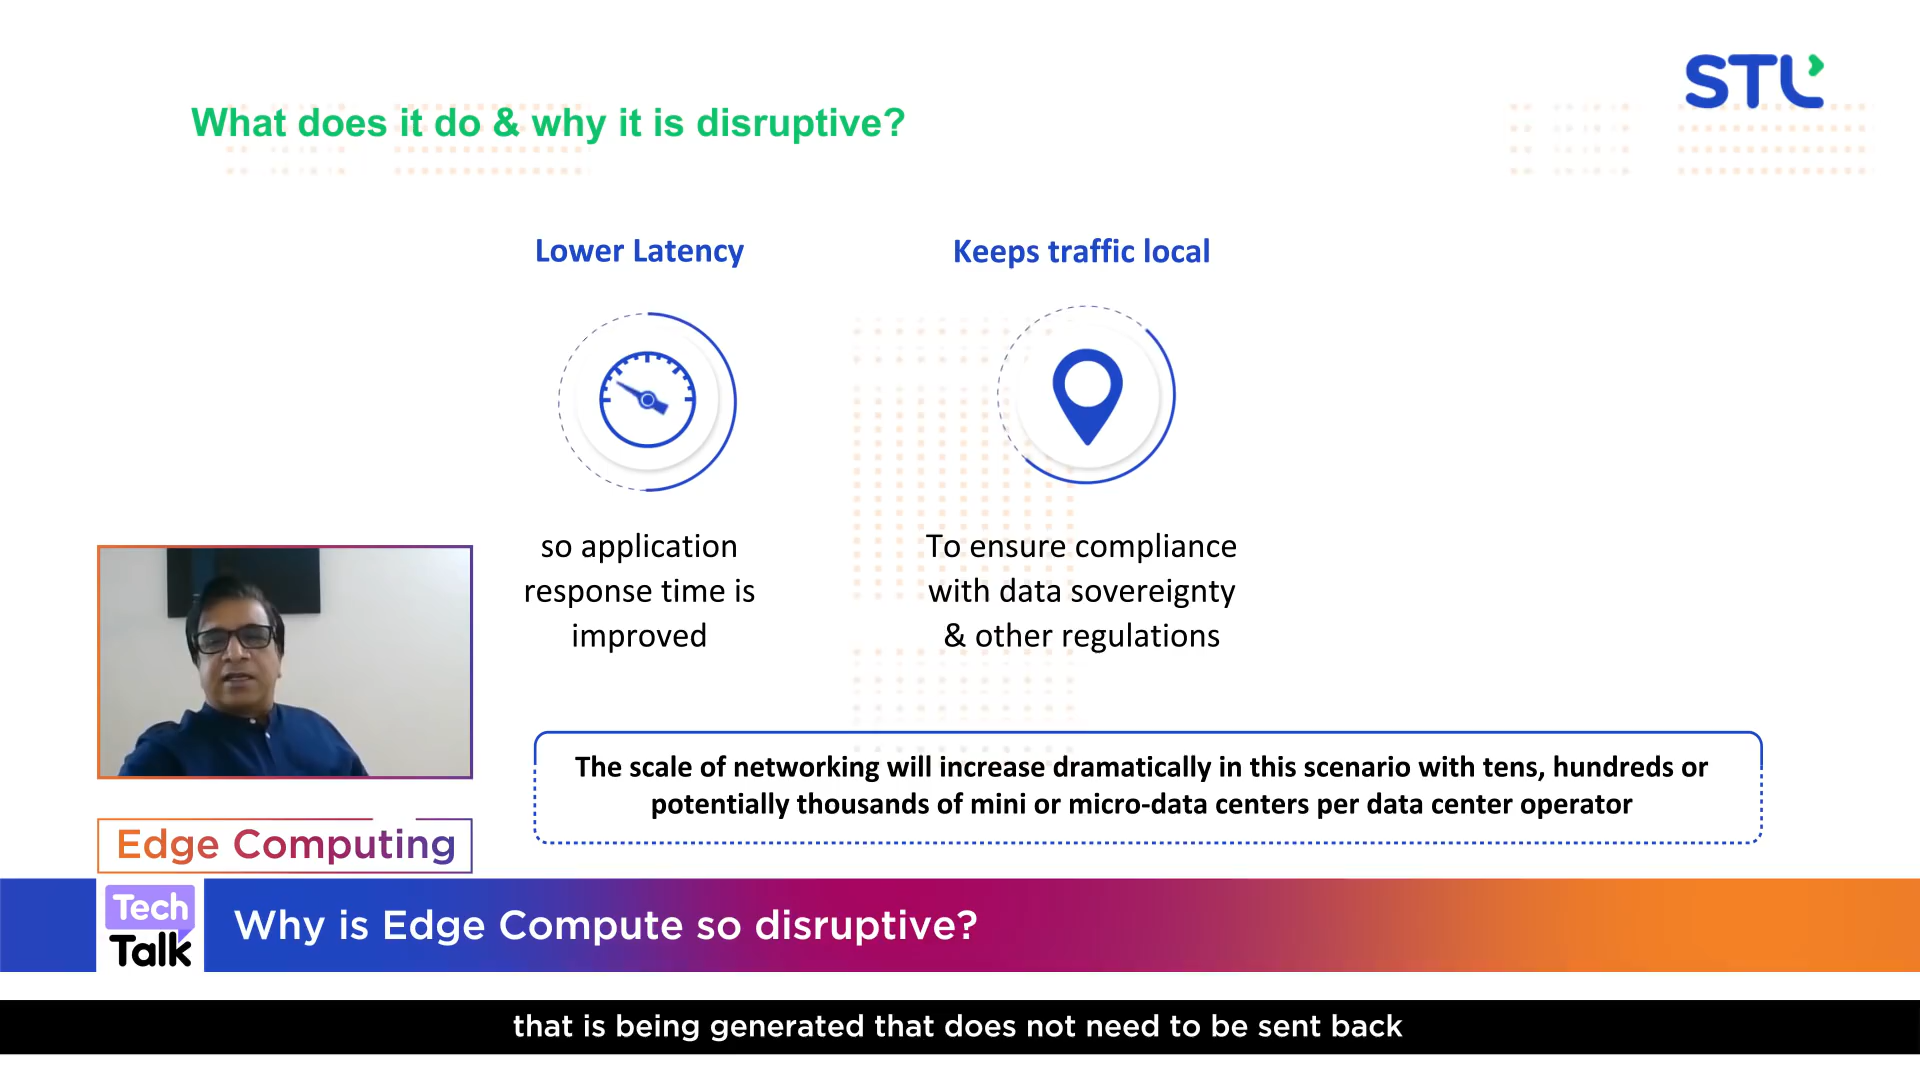 STL
What does it do & why it is disruptive?
Lower Latency
so application
response time is
improved
Keeps traffic local
To ensure compliance
with data sovereignty
& other regulations
The scale of networking will increase dramatically in this scenario with tens, hundreds or
potentially thousands of mini or micro-data centers per data center operator
Edge Computing
Tech
Talk
Why is Edge Compute so disruptive?
that is being generated that does not need to be sent back